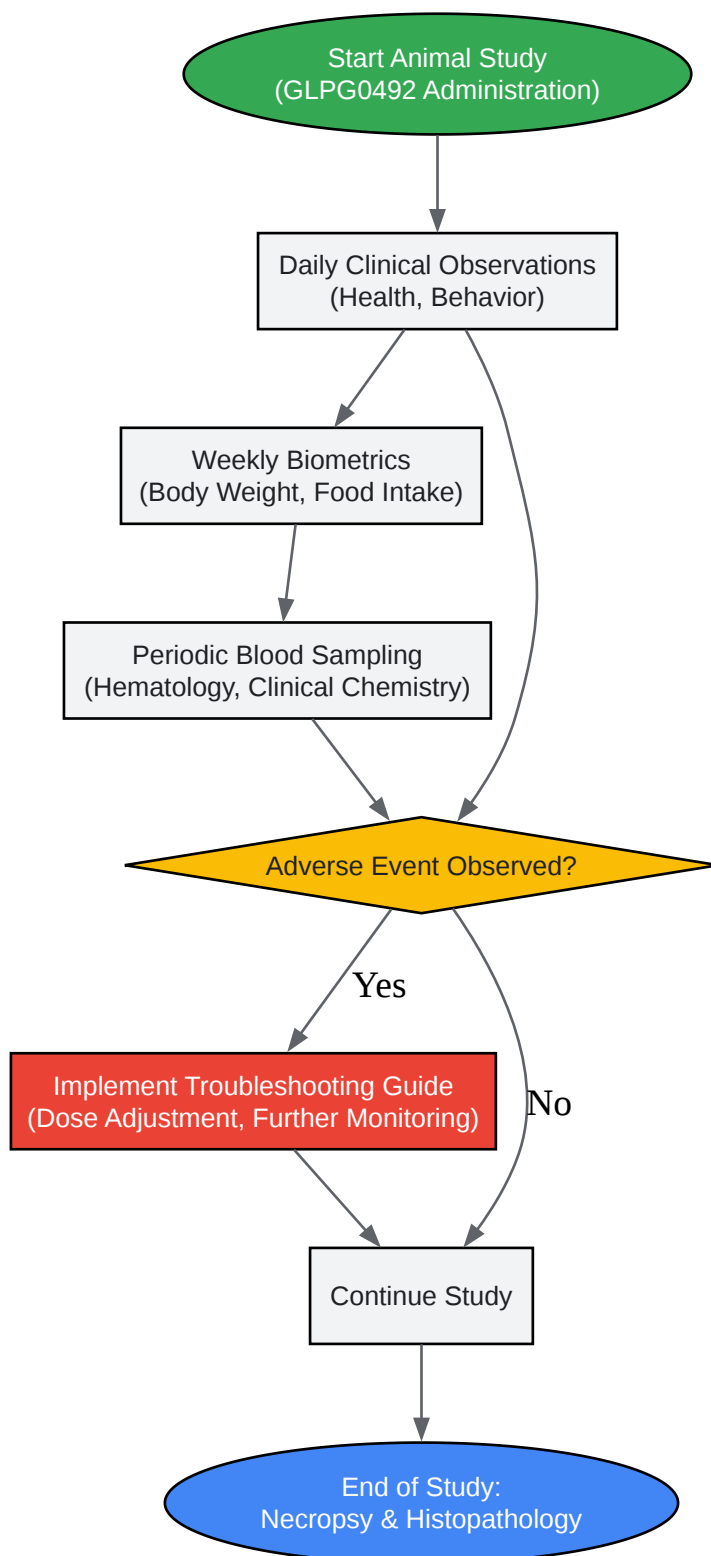 Start Animal Study
(GLPG0492 Administration)
Daily Clinical Observations
(Health, Behavior)
Weekly Biometrics
(Body Weight, Food Intake)
Periodic Blood Sampling
(Hematology, Clinical Chemistry)
Adverse Event Observed?
Yes
Implement Troubleshooting Guide
(Dose Adjustment, Further Monitoring)
No
Continue Study
End of Study:
Necropsy & Histopathology